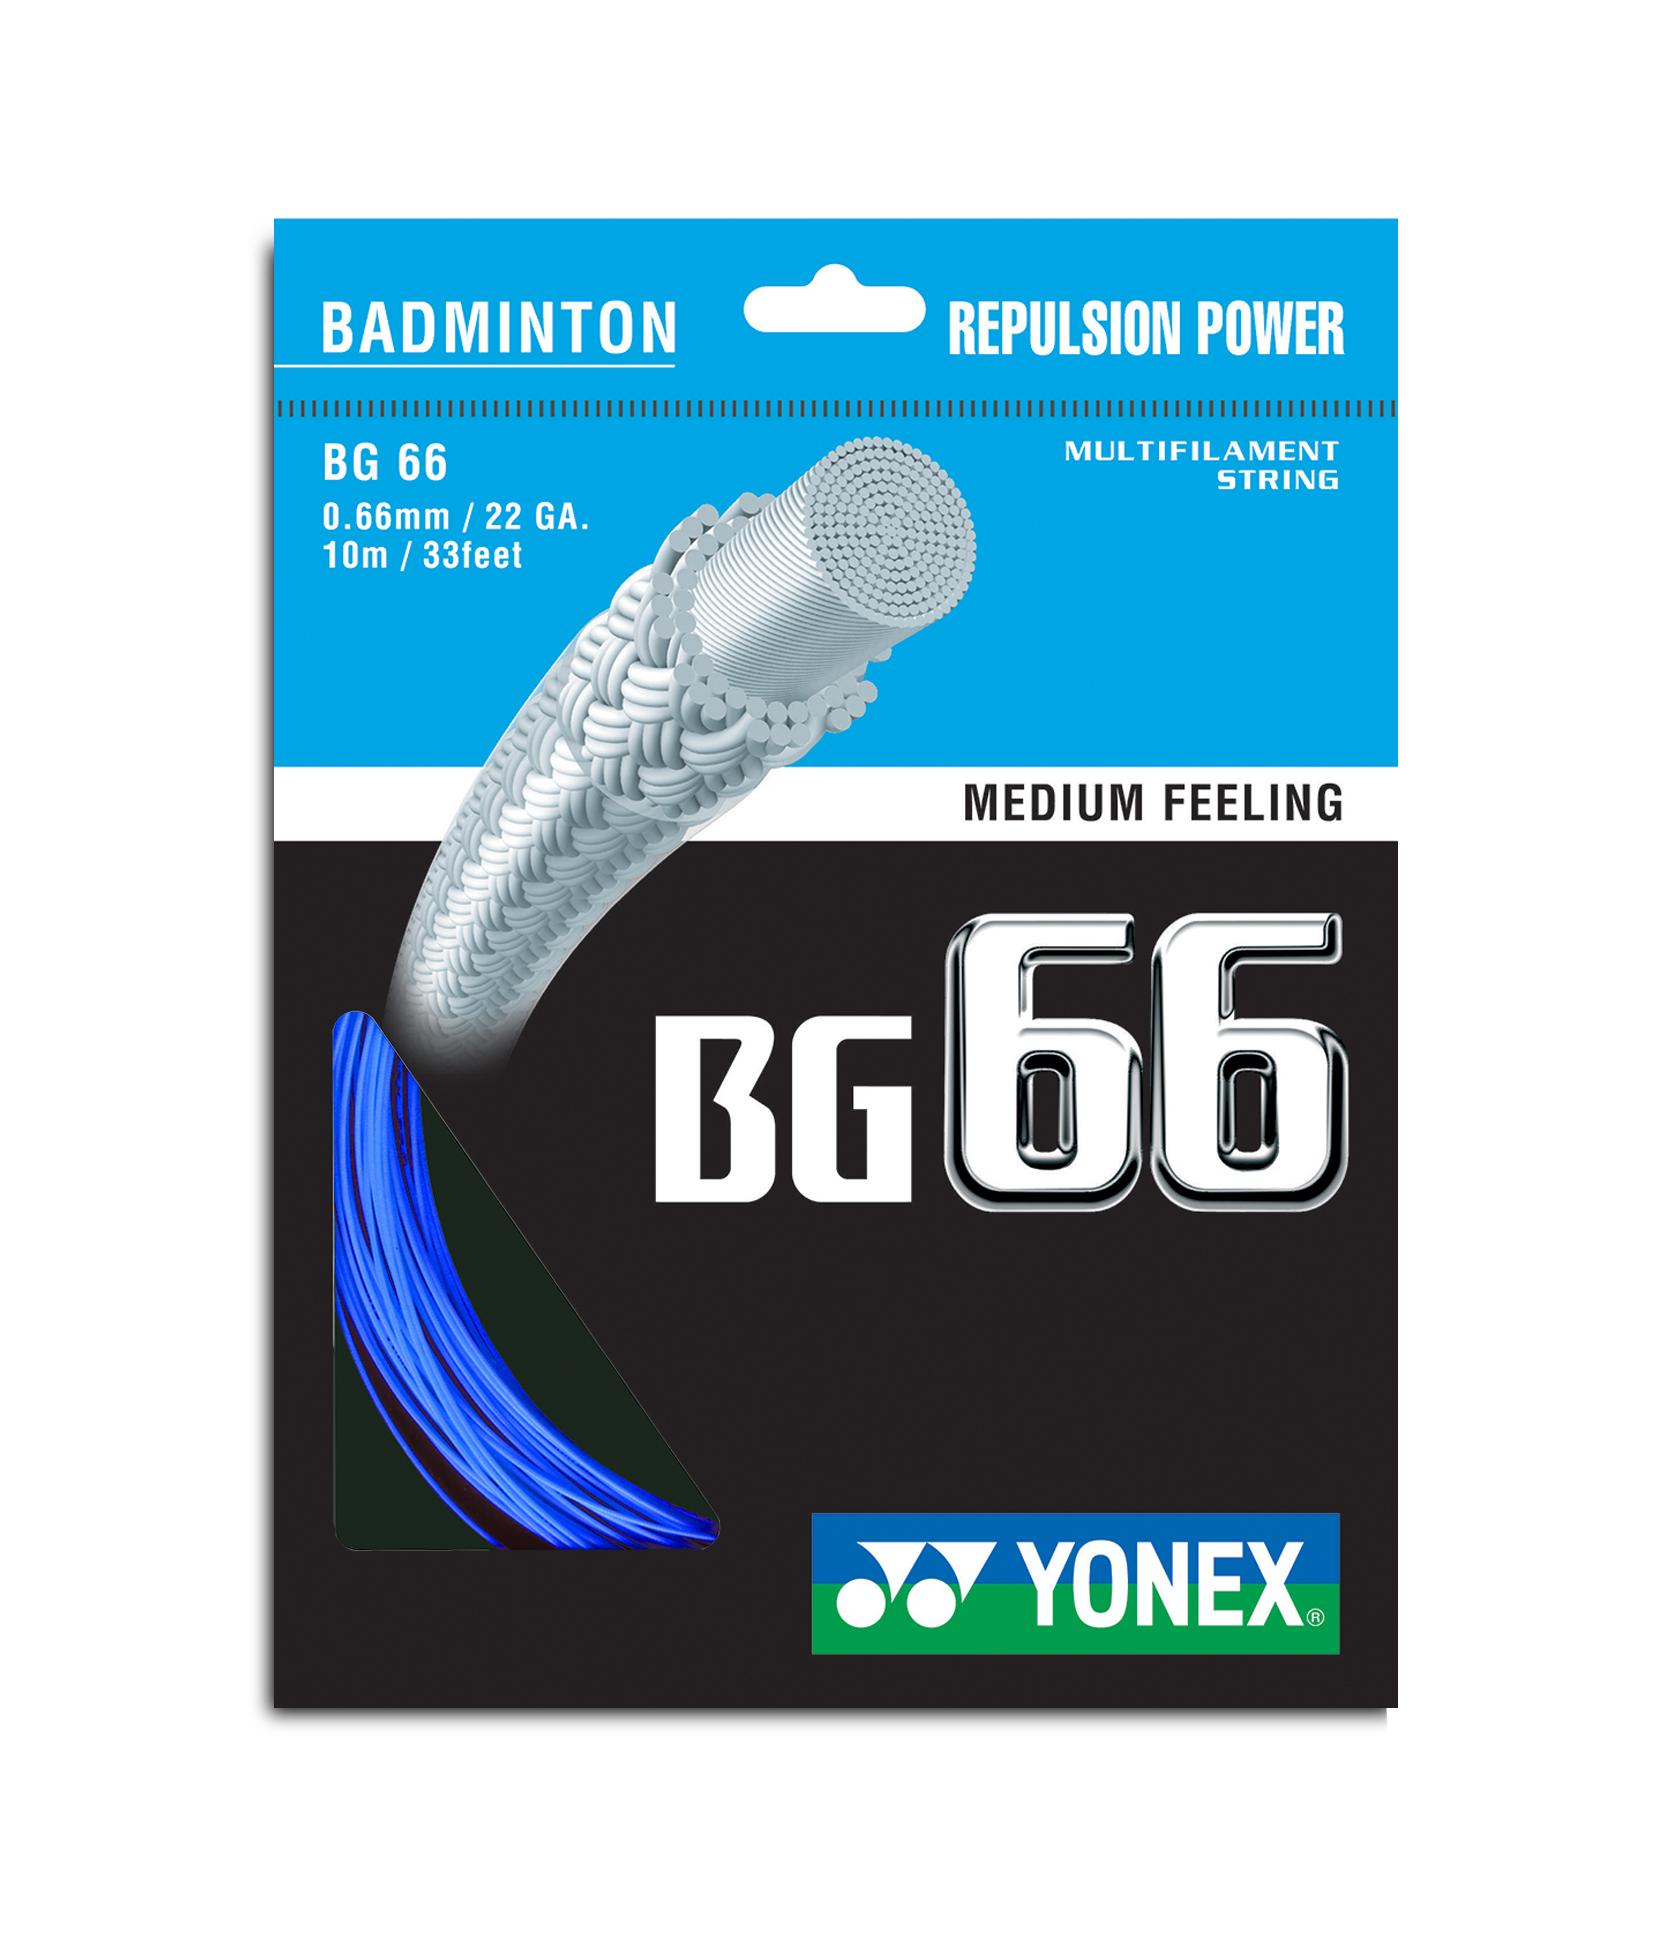 BADMINTON
REPULSION POWER
BG 66
0.66mm / 22 GA.
10m / 33feet
MULTIFILAMENT
STRING
MEDIUM FEELING
BG66
YONEX®